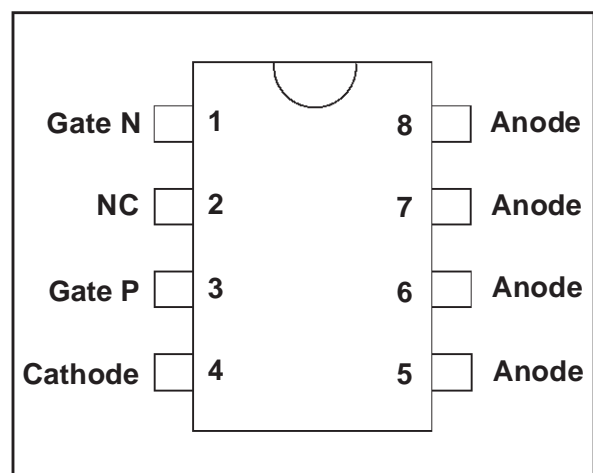 Gate N 1 8 Anode
NC 2 7 Anode
Gate P 3 6 Anode
Cathode 4 5 Anode